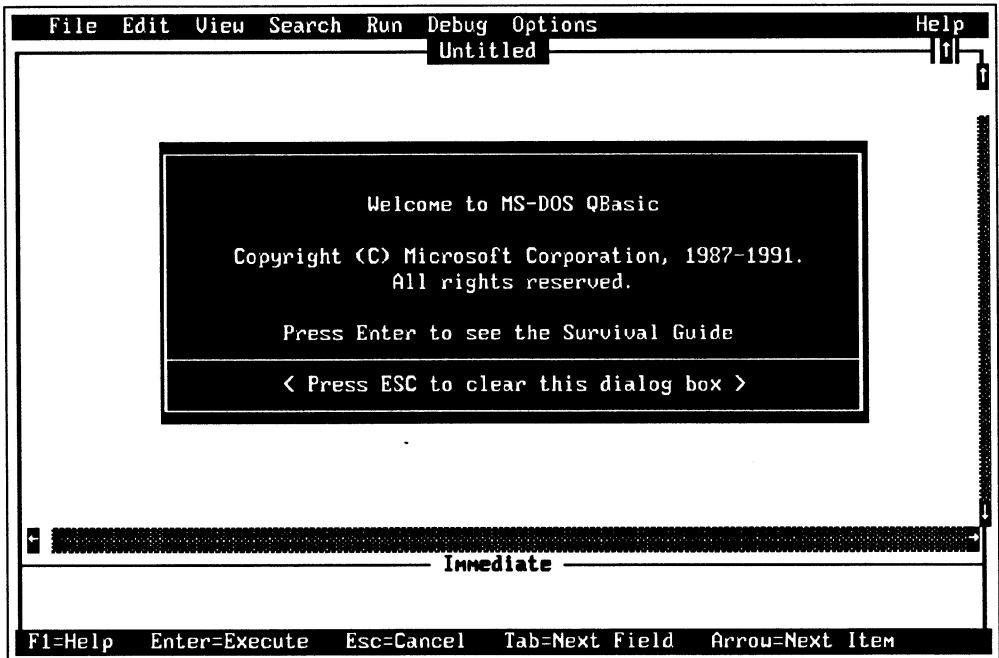 File Edit View Search Run Debug Options Help
Untitled
Welcome to MS-DOS QBasic
Copyright (C) Microsoft Corporation, 1987-1991.
All rights reserved.
Press Enter to see the Survival Guide
< Press ESC to clear this dialog box >
Immediate
F1=Help Enter=Execute Esc=Cancel Tab=Next Field Arrow=Next Item